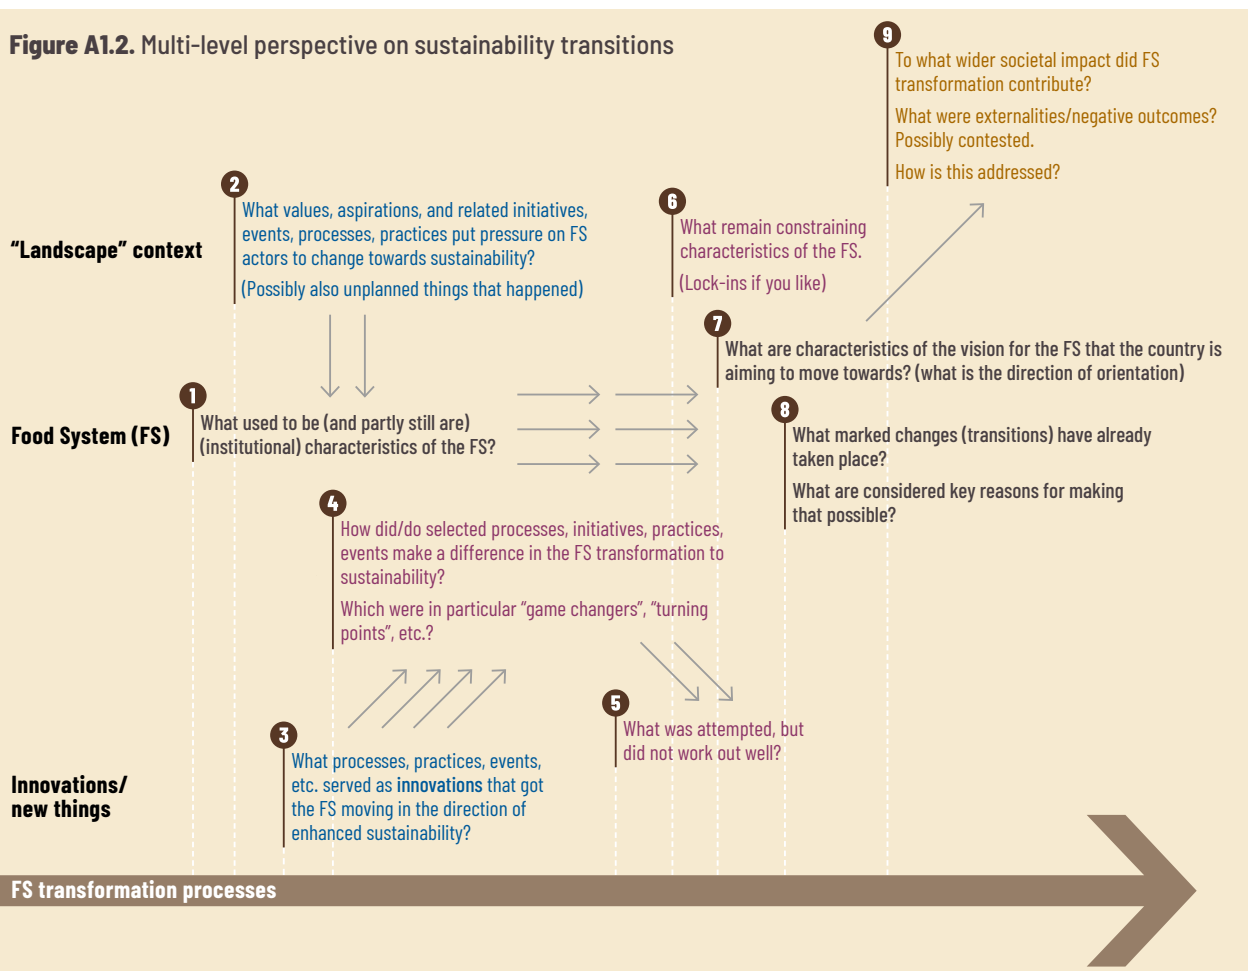 Figure A1.2. Multi-level perspective on sustainability transitions
9
To what wider societal impact did FS
transformation contribute?
What were externalities/negative outcomes?
Possibly contested.
How is this addressed?
"Landscape" context
2
What values, aspirations, and related initiatives,
events, processes, practices put pressure on FS
actors to change towards sustainability?
(Possibly also unplanned things that happened)
6
What remain constraining
characteristics of the FS.
(Lock-ins if you like)
7
What are characteristics of the vision for the FS that the country is
aiming to move towards? (what is the direction of orientation)
Food System (FS)
1
What used to be (and partly still are)
(institutional) characteristics of the FS?
8
What marked changes (transitions) have already
taken place?
What are considered key reasons for making
that possible?
4
How did/do selected processes, initiatives, practices,
events make a difference in the FS transformation to
sustainability?
Which were in particular "game changers", "turning
points", etc.?
5
What was attempted, but
did not work out well?
Innovations/
new things
3
What processes, practices, events,
etc. served as innovations that got
the FS moving in the direction of
enhanced sustainability?
FS transformation processes